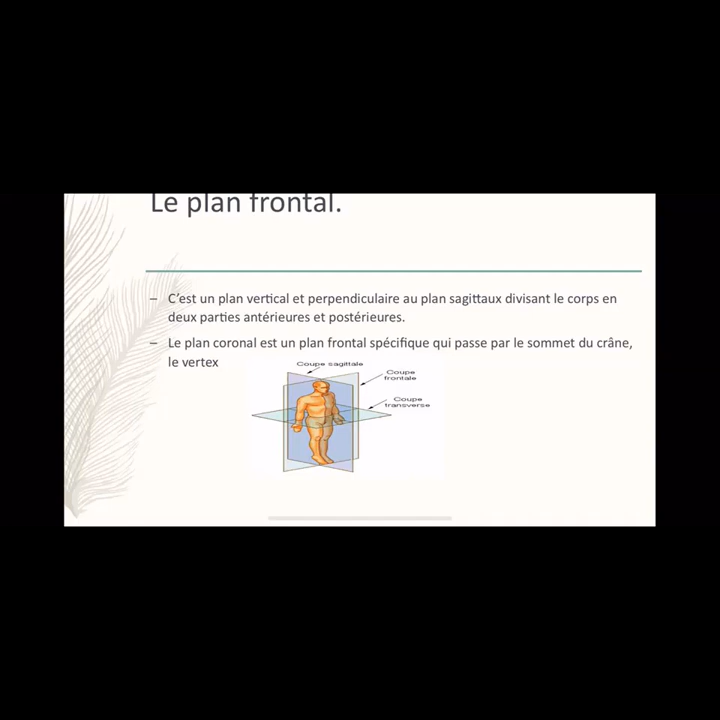 Le plan frontal.
– C'est un plan vertical et perpendiculaire au plan sagittaux divisant le corps en
deux parties antérieures et postérieures.
– Le plan coronal est un plan frontal spécifique qui passe par le sommet du crâne,
le vertex
Coupe sagittale
Coupe
frontale
Coupe
transverse